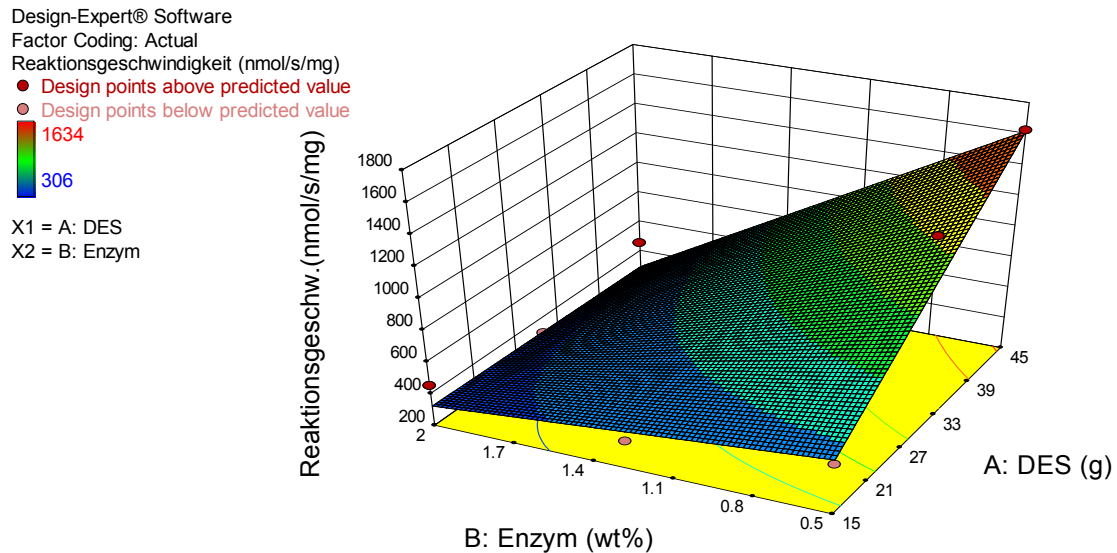 Design-Expert® Software
Factor Coding: Actual
Reaktionsgeschwindigkeit (nmol/s/mg)
Design points above predicted value
Design points below predicted value
1634
306
X1 = A: DES
X2 = B: Enzym
Reaktionsgeschw.(nmol/s/mg)
1800
1600
1400
1200
1000
800
600
400
200
2
1.7
1.4
1.1
0.8
0.5
B: Enzym (wt%)
15
21
27
33
39
45
A: DES (g)